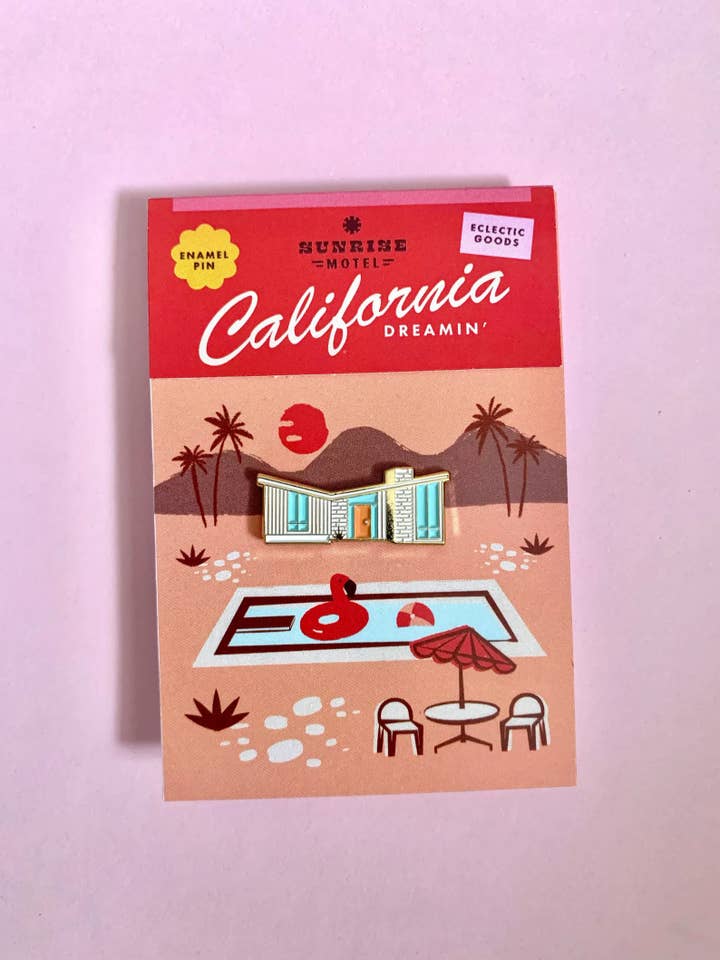 ENAMEL
PIN
SUNRISE
MOTEL
ECLECTIC
GOODS
California
DREAMIN'